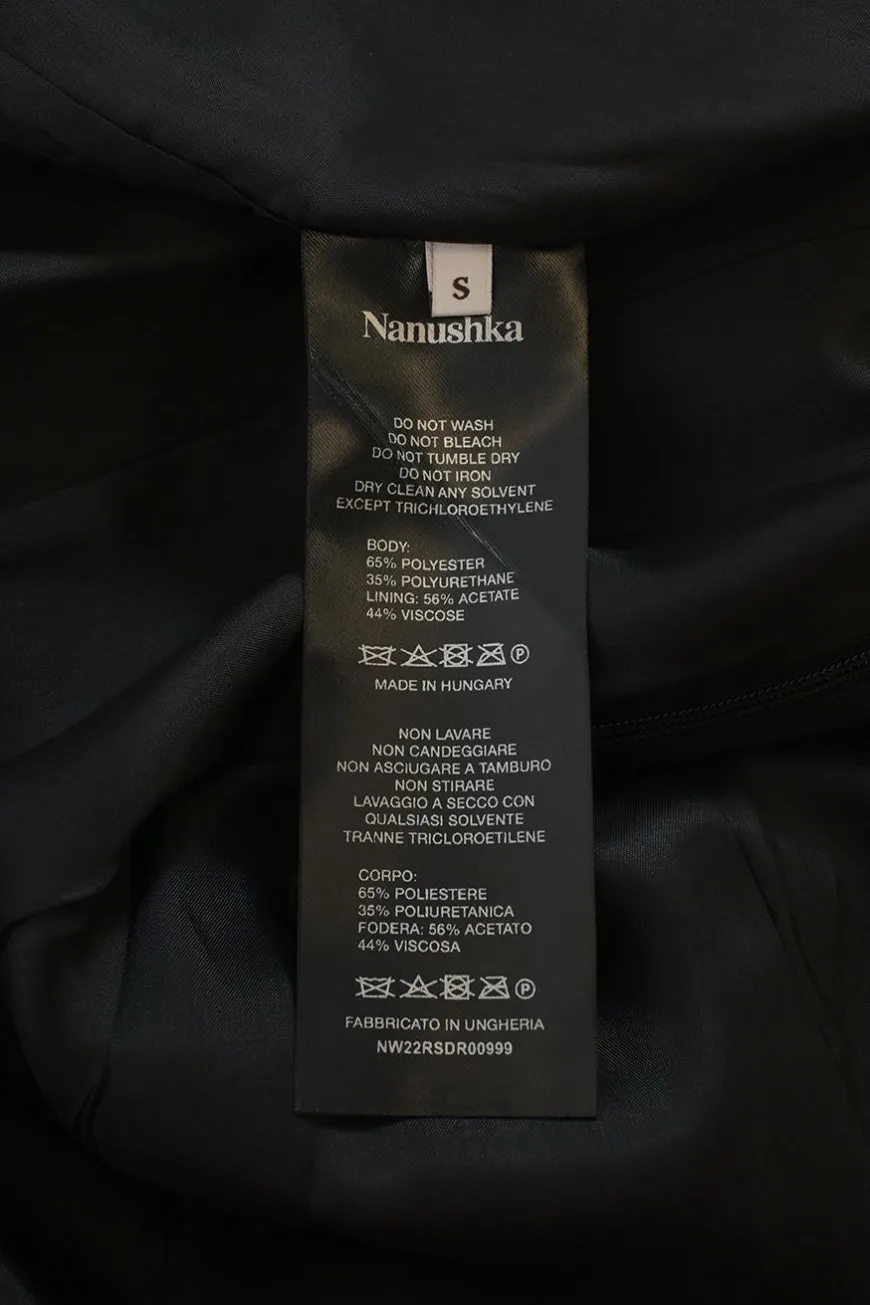 S
Nanushka
DO NOT WASH
DO NOT BLEACH
DO NOT TUMBLE DRY
DO NOT IRON
DRY CLEAN ANY SOLVENT
EXCEPT TRICHLOROETHYLENE
BODY:
65% POLYESTER
35% POLYURETHANE
LINING: 56% ACETATE
44% VISCOSE
P
MADE IN HUNGARY
NON LAVARE
NON CANDEGGIARE
NON ASCIUGARE A TAMBURO
NON STIRARE
LAVAGGIO A SECCO CON
QUALSIASI SOLVENTE
TRANNE TRICLOROETILENE
CORPO:
65% POLIESTERE
35% POLIURETANICA
FODERA: 56% ACETATO
44% VISCOSA
P
FABBRICATO IN UNGHERIA
NW22RSDR00999